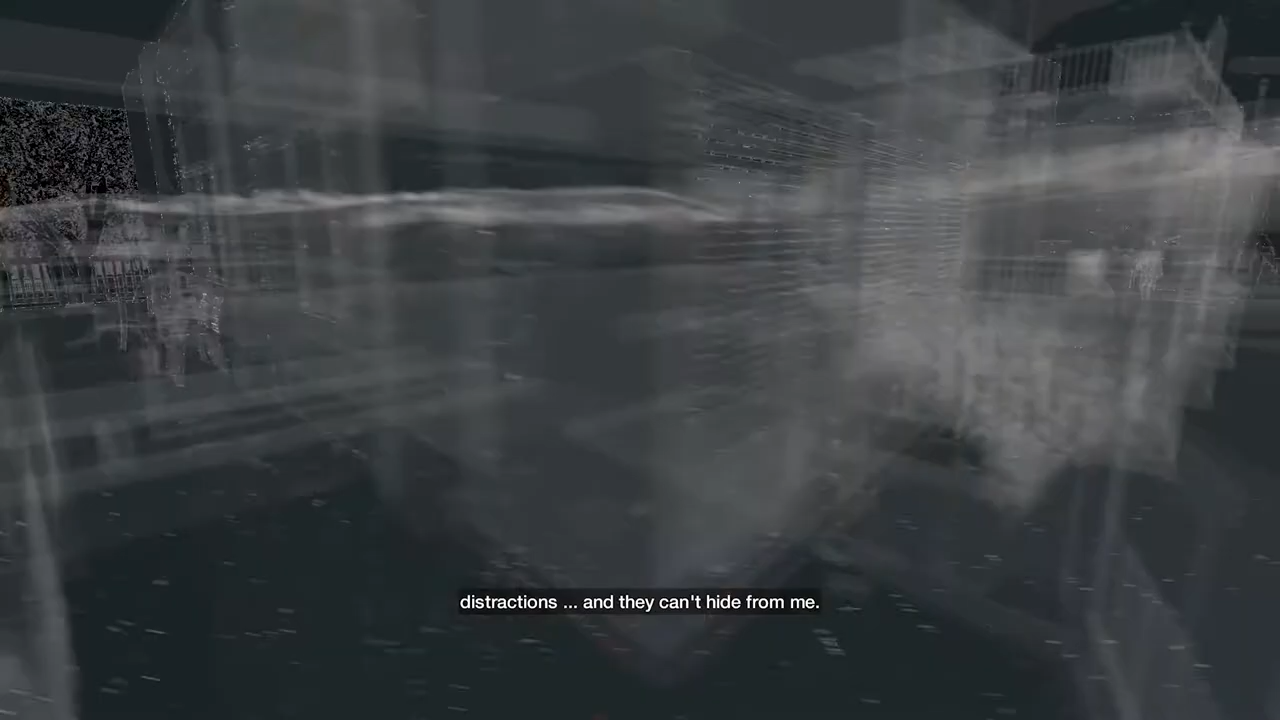 distractions ... and they can't hide from me.